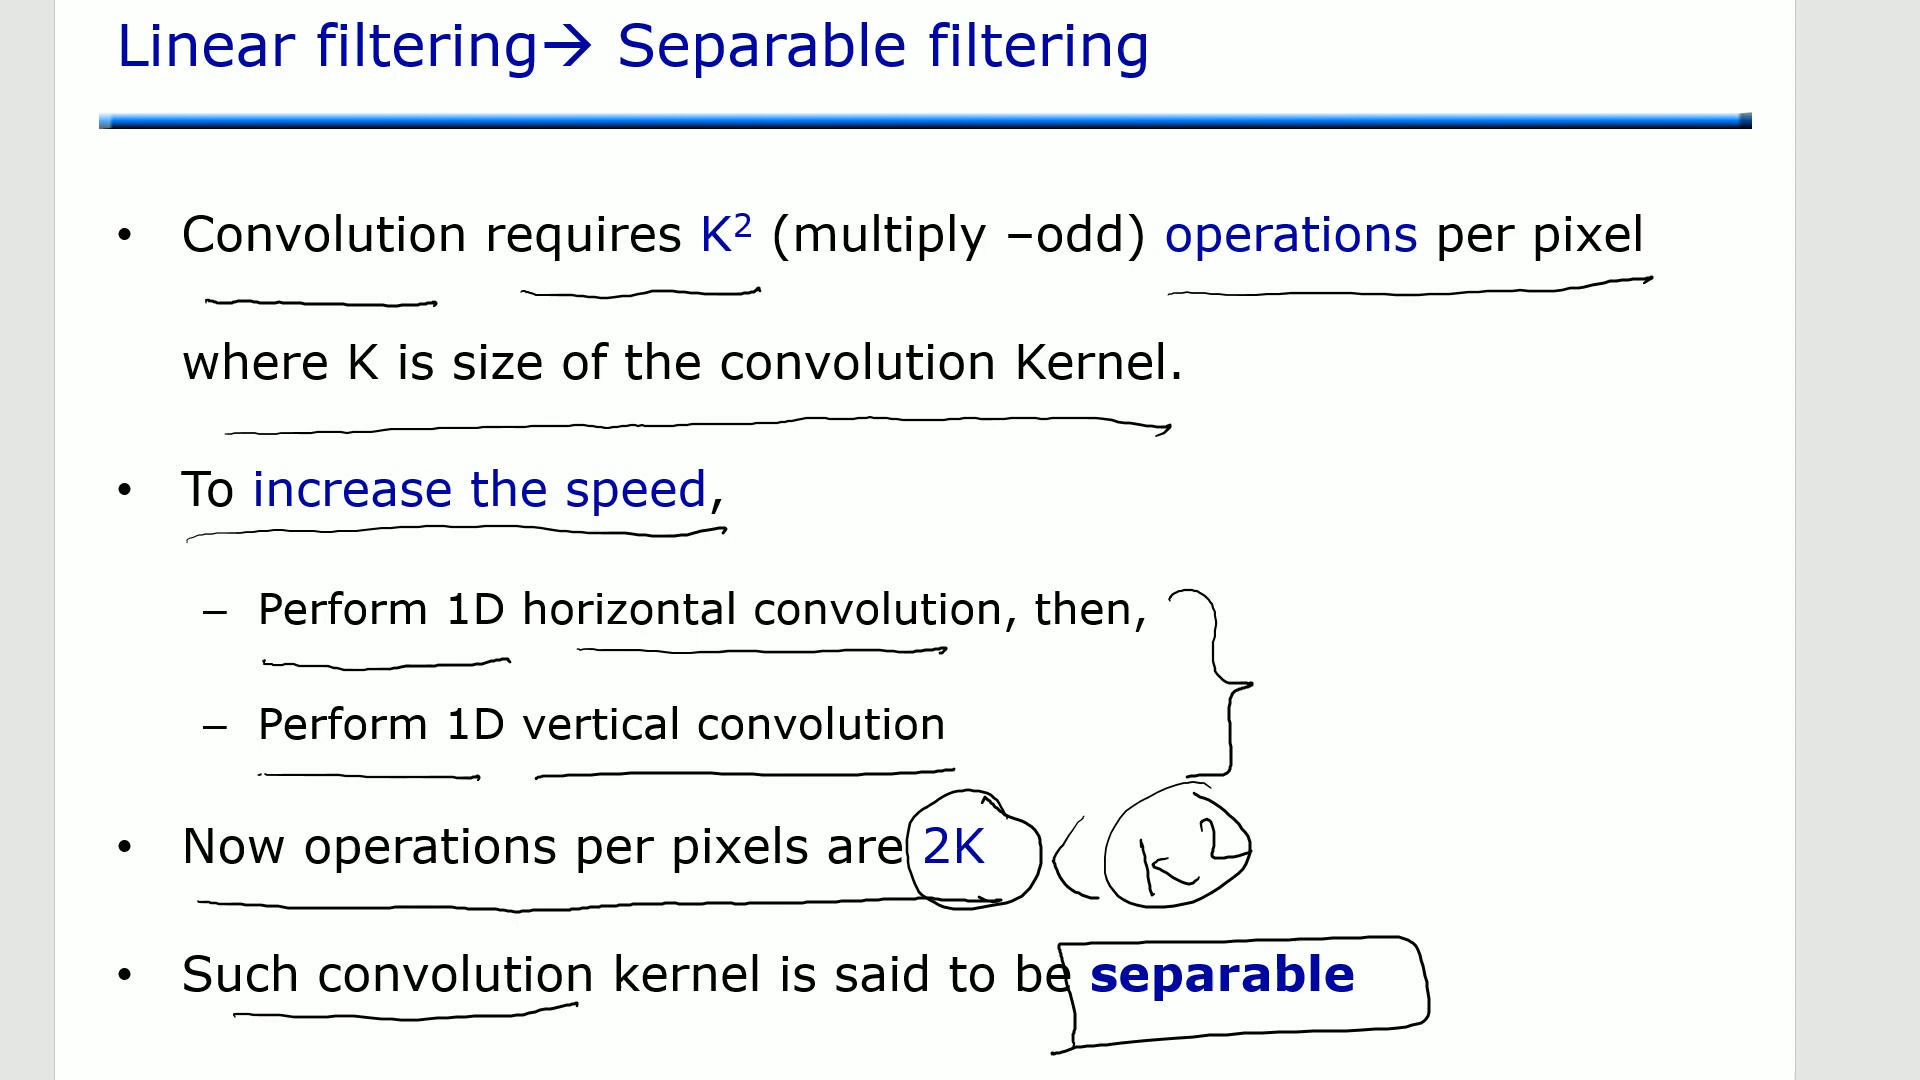 Linear filtering→ Separable filtering
• Convolution requires K² (multiply –odd) operations per pixel
where K is size of the convolution Kernel.
• To increase the speed,
– Perform 1D horizontal convolution, then,
– Perform 1D vertical convolution
• Now operations per pixels are 2K < K²
• Such convolution kernel is said to be separable